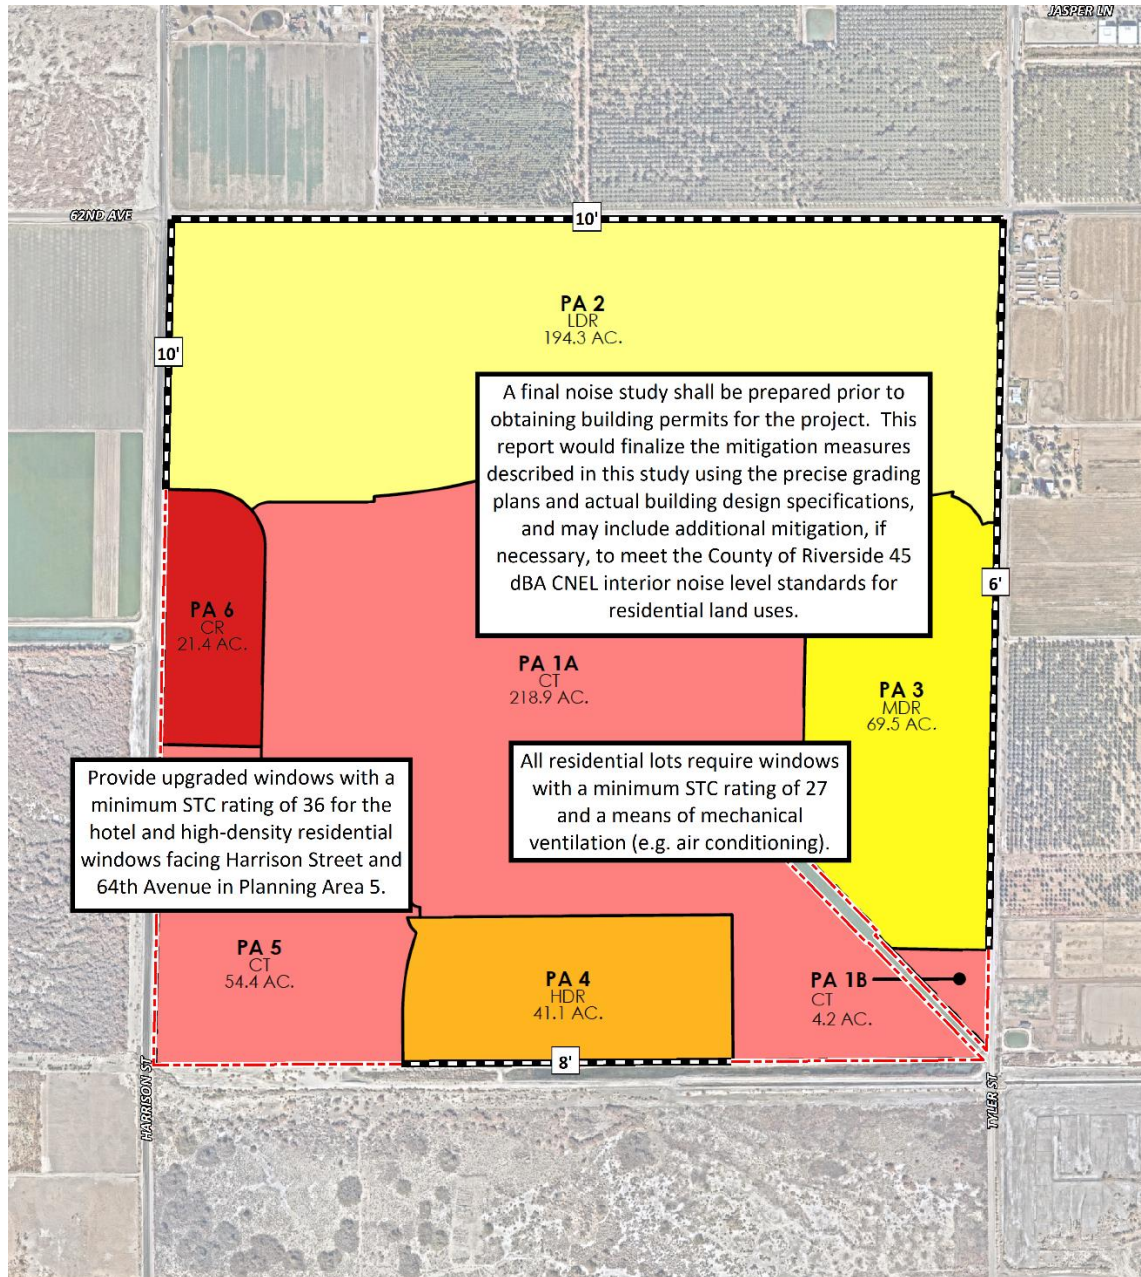 JASPER LN
62ND AVE
10'
10'
PA 2
LDR
194.3 AC.
A final noise study shall be prepared prior to
obtaining building permits for the project. This
report would finalize the mitigation measures
described in this study using the precise grading
plans and actual building design specifications,
and may include additional mitigation, if
necessary, to meet the County of Riverside 45
dBA CNEL interior noise level standards for
residential land uses.
6'
PA 6
CR
21.4 AC.
PA 1A
CT
218.9 AC.
PA 3
MDR
69.5 AC.
Provide upgraded windows with a
minimum STC rating of 36 for the
hotel and high-density residential
windows facing Harrison Street and
64th Avenue in Planning Area 5.
All residential lots require windows
with a minimum STC rating of 27
and a means of mechanical
ventilation (e.g. air conditioning).
PA 5
CT
54.4 AC.
PA 4
HDR
41.1 AC.
PA 1B
CT
4.2 AC.
8'
HARRISON ST
TYLER ST